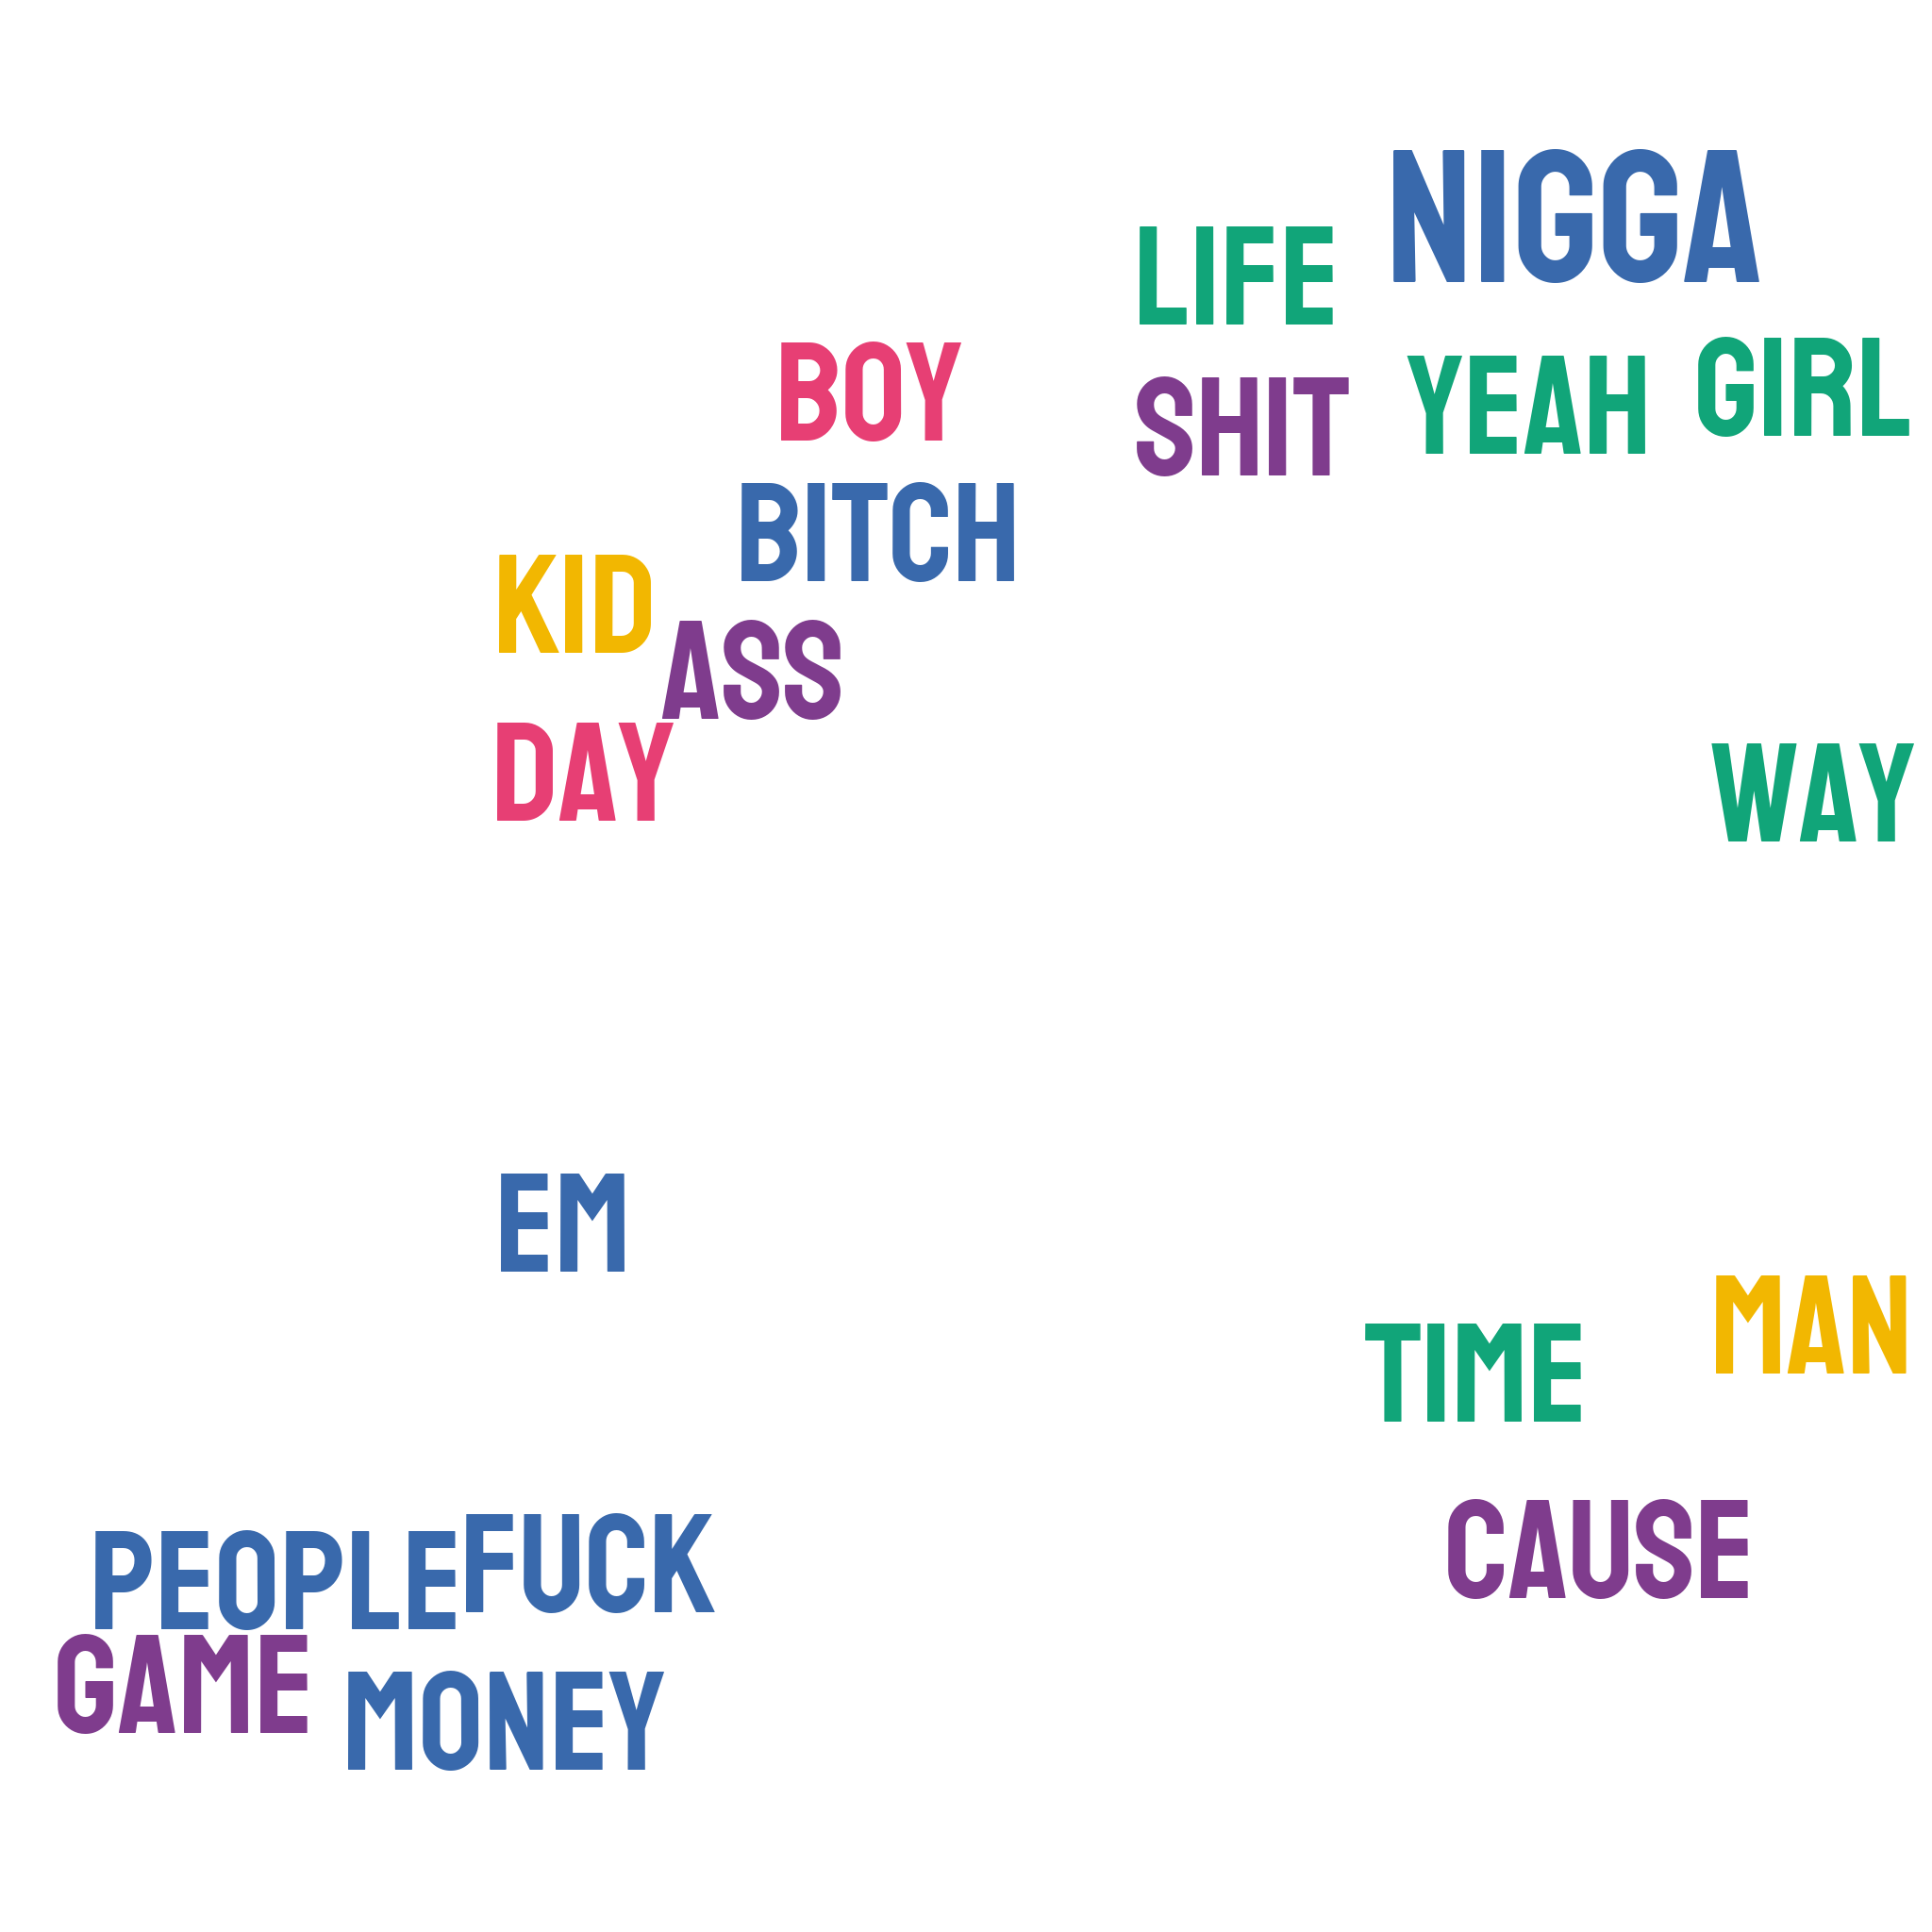 NIGGA
LIFE
BOY
SHIT
YEAH
GIRL
BITCH
KID
ASS
DAY
WAY
EM
MAN
TIME
CAUSE
PEOPLE
FUCK
GAME
MONEY